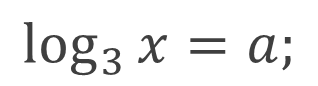 log₃ x = a;